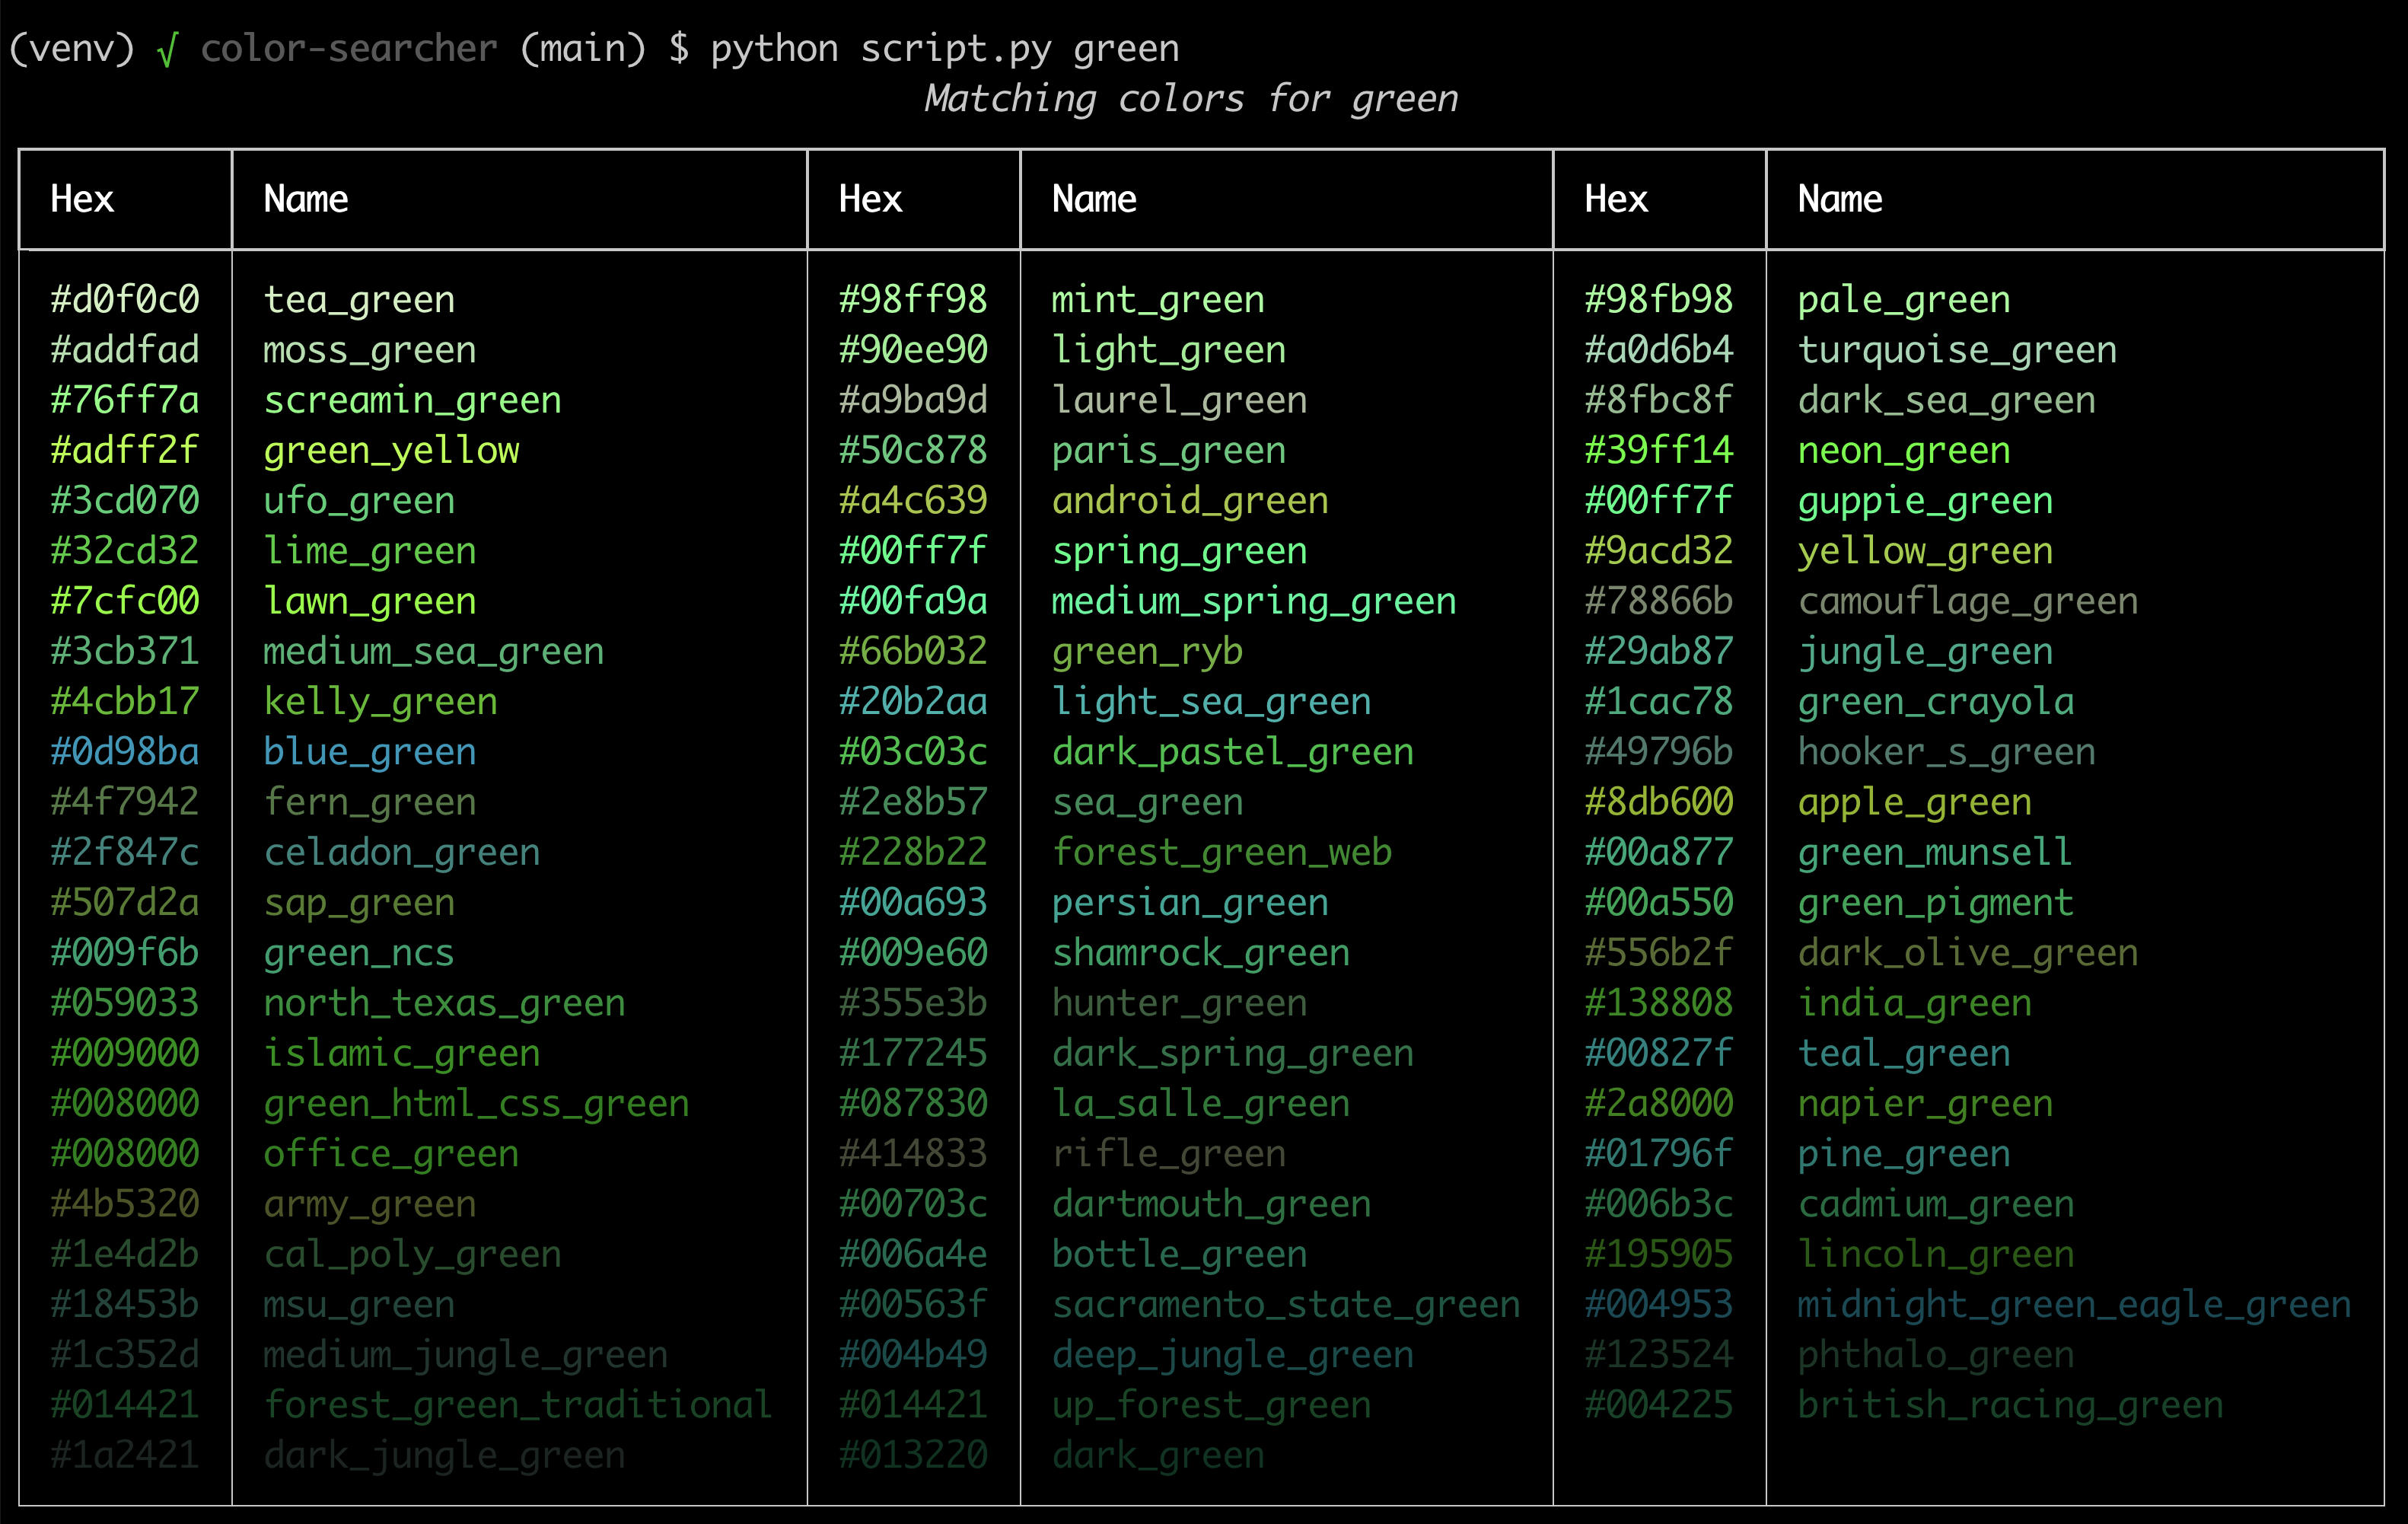 (venv) √ color-searcher (main) $ python script.py green
Matching colors for green
Hex Name Hex Name Hex Name
#d0f0c0 tea_green #98ff98 mint_green #98fb98 pale_green
#addfad moss_green #90ee90 light_green #a0d6b4 turquoise_green
#76ff7a screamin_green #a9ba9d laurel_green #8fbc8f dark_sea_green
#adff2f green_yellow #50c878 paris_green #39ff14 neon_green
#3cd070 ufo_green #a4c639 android_green #00ff7f guppie_green
#32cd32 lime_green #00ff7f spring_green #9acd32 yellow_green
#7cfc00 lawn_green #00fa9a medium_spring_green #78866b camouflage_green
#3cb371 medium_sea_green #66b032 green_ryb #29ab87 jungle_green
#4cbb17 kelly_green #20b2aa light_sea_green #1cac78 green_crayola
#0d98ba blue_green #03c03c dark_pastel_green #49796b hooker_s_green
#4f7942 fern_green #2e8b57 sea_green #8db600 apple_green
#2f847c celadon_green #228b22 forest_green_web #00a877 green_munsell
#507d2a sap_green #00a693 persian_green #00a550 green_pigment
#009f6b green_ncs #009e60 shamrock_green #556b2f dark_olive_green
#059033 north_texas_green #355e3b hunter_green #138808 india_green
#009000 islamic_green #177245 dark_spring_green #00827f teal_green
#008000 green_html_css_green #087830 la_salle_green #2a8000 napier_green
#008000 office_green #414833 rifle_green #01796f pine_green
#4b5320 army_green #00703c dartmouth_green #006b3c cadmium_green
#1e4d2b cal_poly_green #006a4e bottle_green #195905 lincoln_green
#18453b msu_green #00563f sacramento_state_green #004953 midnight_green_eagle_green
#1c352d medium_jungle_green #004b49 deep_jungle_green #123524 phthalo_green
#014421 forest_green_traditional #014421 up_forest_green #004225 british_racing_green
#1a2421 dark_jungle_green #013220 dark_green